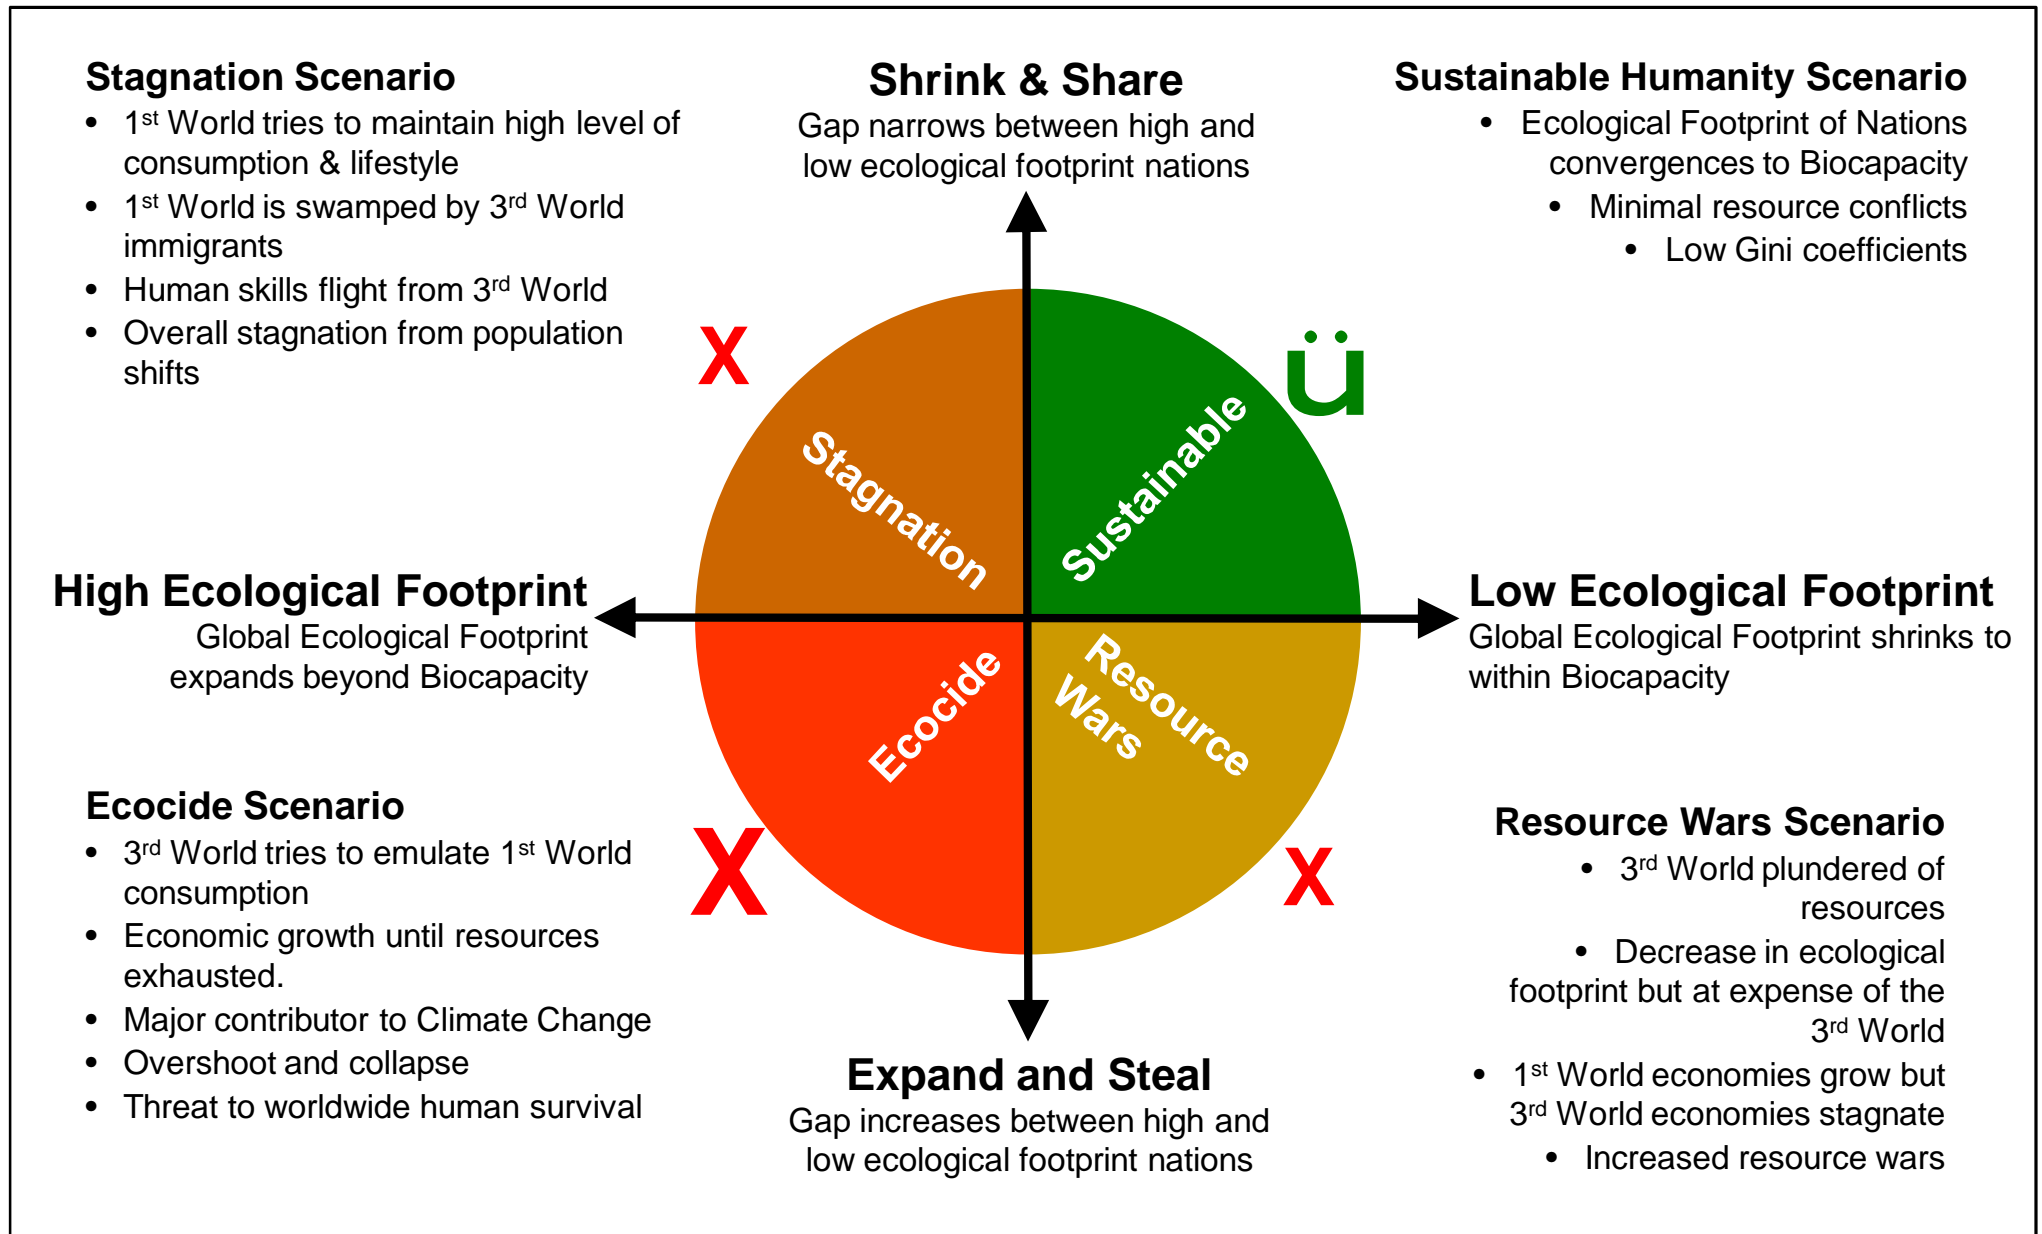 Stagnation Scenario
• 1st World tries to maintain high level of
consumption & lifestyle
• 1st World is swamped by 3rd World
immigrants
• Human skills flight from 3rd World
• Overall stagnation from population
shifts
Shrink & Share
Gap narrows between high and
low ecological footprint nations
Sustainable Humanity Scenario
• Ecological Footprint of Nations
convergences to Biocapacity
• Minimal resource conflicts
• Low Gini coefficients
X
ü
Stagnation
Sustainable
High Ecological Footprint
Global Ecological Footprint
expands beyond Biocapacity
Low Ecological Footprint
Global Ecological Footprint shrinks to
within Biocapacity
Ecocide
Resource
Wars
Ecocide Scenario
• 3rd World tries to emulate 1st World
consumption
• Economic growth until resources
exhausted.
• Major contributor to Climate Change
• Overshoot and collapse
• Threat to worldwide human survival
X
X
Expand and Steal
Gap increases between high and
low ecological footprint nations
Resource Wars Scenario
• 3rd World plundered of
resources
• Decrease in ecological
footprint but at expense of the
3rd World
• 1st World economies grow but
3rd World economies stagnate
• Increased resource wars